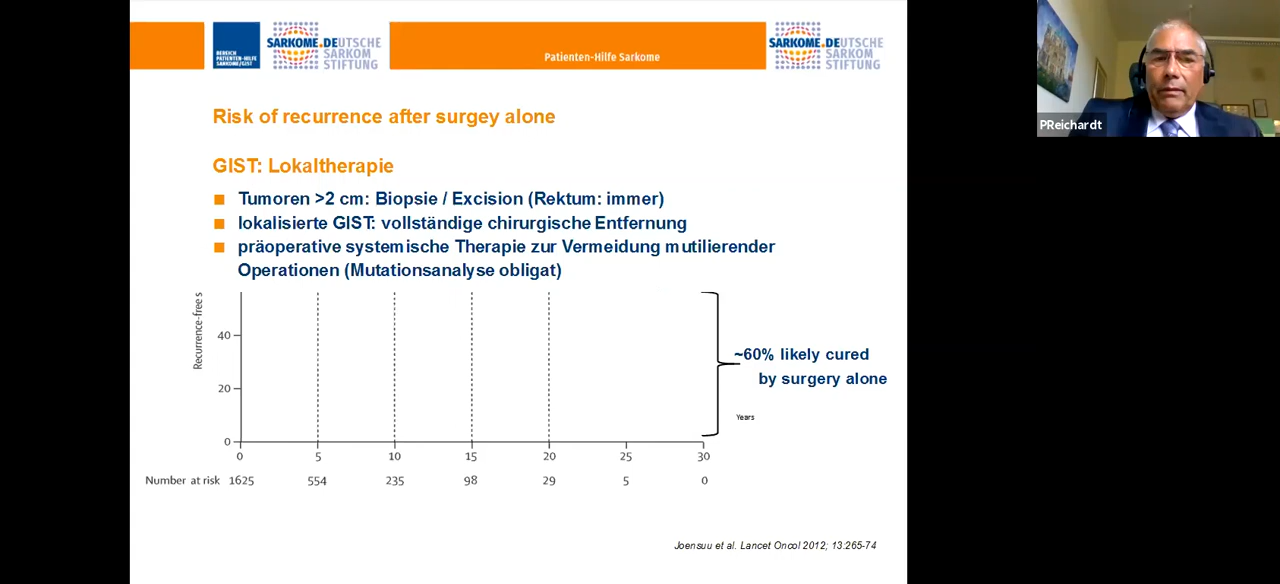 BEREICH
PATIENTEN-HILFE
SARKOME/GIST
SARKOME.DEUTSCHE
SARKOM
STIFTUNG
Patienten-Hilfe Sarkome
SARKOME.DEUTSCHE
SARKOM
STIFTUNG
PReichardt
Risk of recurrence after surgey alone
GIST: Lokaltherapie
Tumoren >2 cm: Biopsie / Excision (Rektum: immer)
lokalisierte GIST: vollständige chirurgische Entfernung
präoperative systemische Therapie zur Vermeidung mutilierender
Operationen (Mutationsanalyse obligat)
Recurrence-free s
40
20
0
~60% likely cured
by surgery alone
Years
0 5 10 15 20 25 30
Number at risk 1625 554 235 98 29 5 0
Joensuu et al. Lancet Oncol 2012; 13:265-74